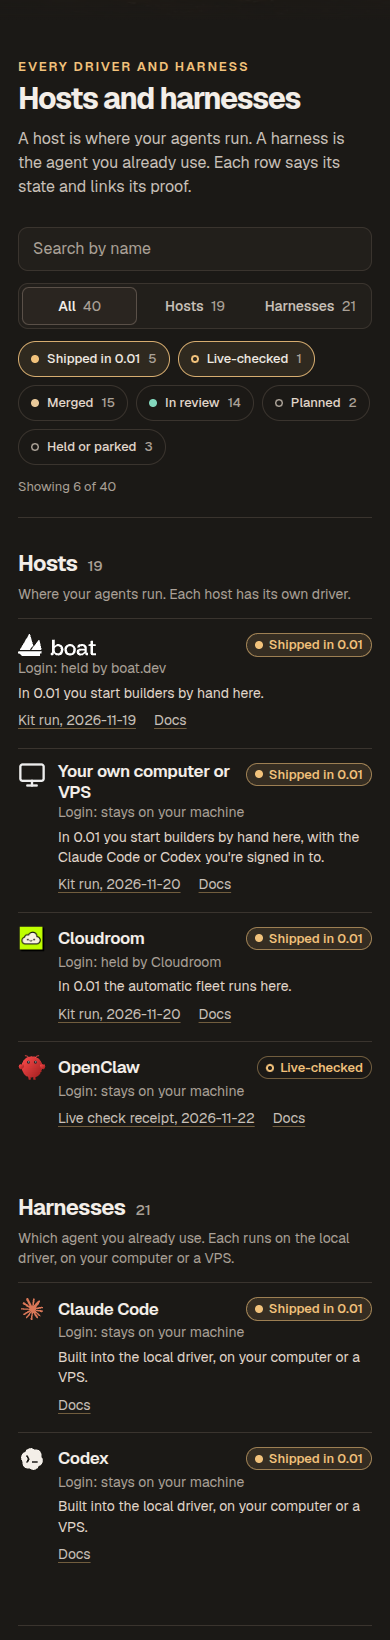 EVERY DRIVER AND HARNESS
Hosts and harnesses
A host is where your agents run. A harness is
the agent you already use. Each row says its
state and links its proof.
Search by name
All 40 Hosts 19 Harnesses 21
Shipped in 0.01 5 Live-checked 1
Merged 15 In review 14 Planned 2
Held or parked 3
Showing 6 of 40
Hosts 19
Where your agents run. Each host has its own driver.
boat Shipped in 0.01
Login: held by boat.dev
In 0.01 you start builders by hand here.
Kit run, 2026-11-19 Docs
Your own computer or Shipped in 0.01
VPS
Login: stays on your machine
In 0.01 you start builders by hand here, with the
Claude Code or Codex you're signed in to.
Kit run, 2026-11-20 Docs
Cloudroom Shipped in 0.01
Login: held by Cloudroom
In 0.01 the automatic fleet runs here.
Kit run, 2026-11-20 Docs
OpenClaw Live-checked
Login: stays on your machine
Live check receipt, 2026-11-22 Docs
Harnesses 21
Which agent you already use. Each runs on the local
driver, on your computer or a VPS.
Claude Code Shipped in 0.01
Login: stays on your machine
Built into the local driver, on your computer or a
VPS.
Docs
Codex Shipped in 0.01
Login: stays on your machine
Built into the local driver, on your computer or a
VPS.
Docs